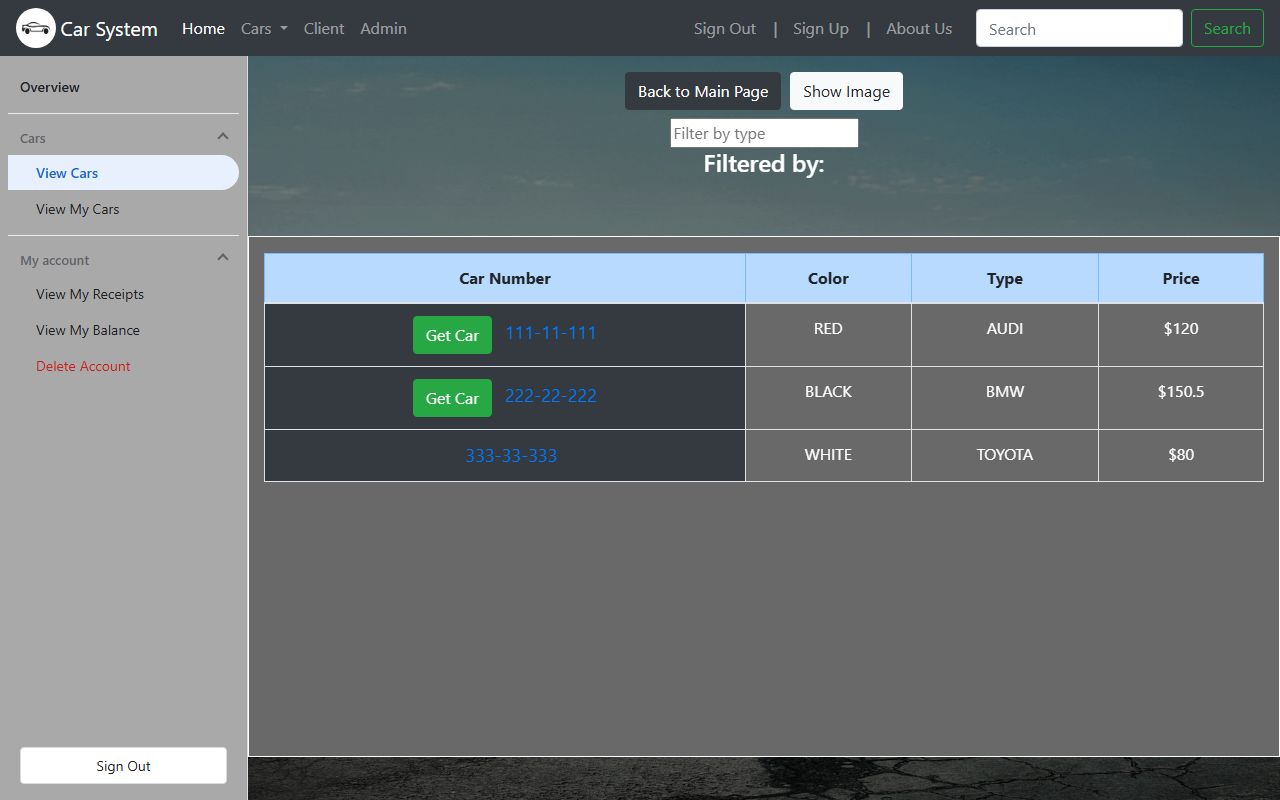 Car System Home Cars Client Admin Sign Out | Sign Up | About Us Search Search
Overview
Cars
View Cars
View My Cars
My account
View My Receipts
View My Balance
Delete Account
Sign Out
Back to Main Page Show Image
Filter by type
Filtered by:
Car Number Color Type Price
Get Car 111-11-111 RED AUDI $120
Get Car 222-22-222 BLACK BMW $150.5
333-33-333 WHITE TOYOTA $80